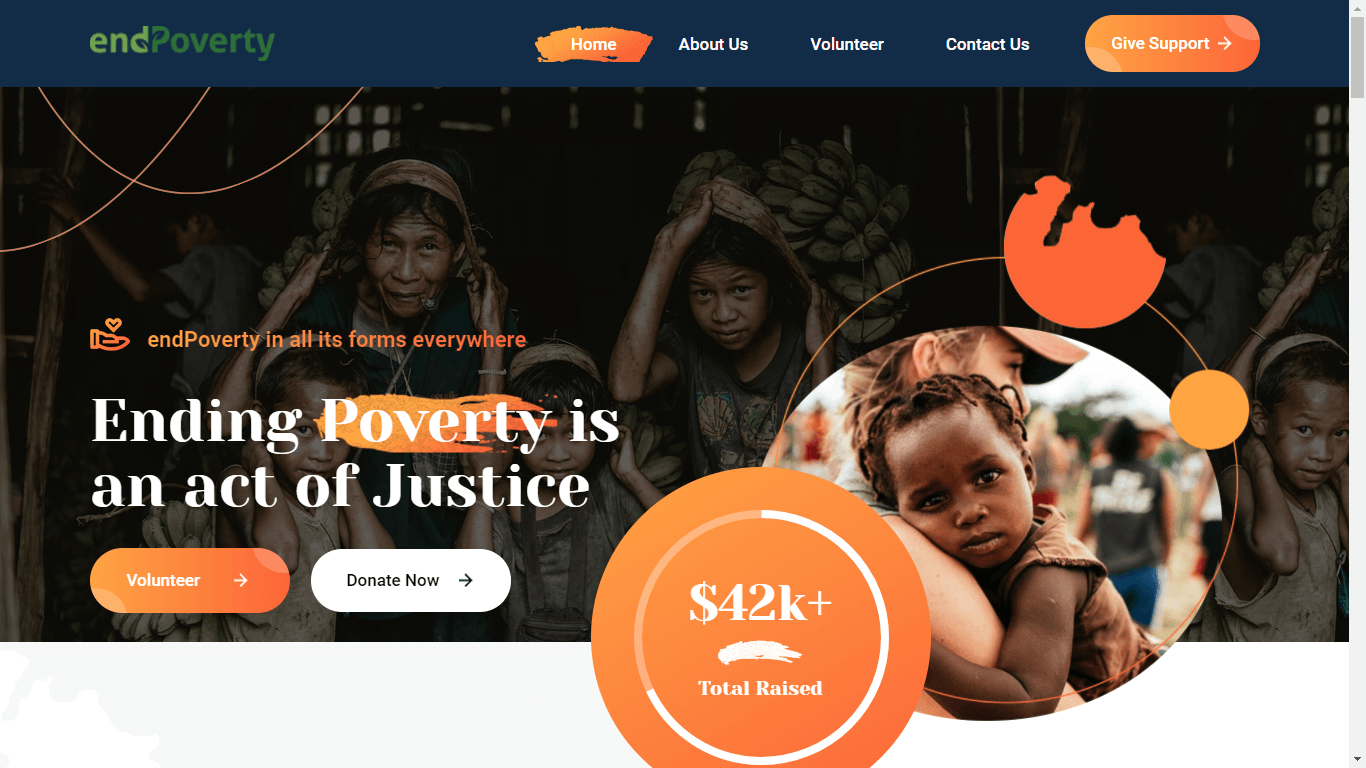 endPoverty
Home
About Us
Volunteer
Contact Us
Give Support
endPoverty in all its forms everywhere
Ending Poverty is
an act of Justice
Volunteer
Donate Now
$42k+
Total Raised